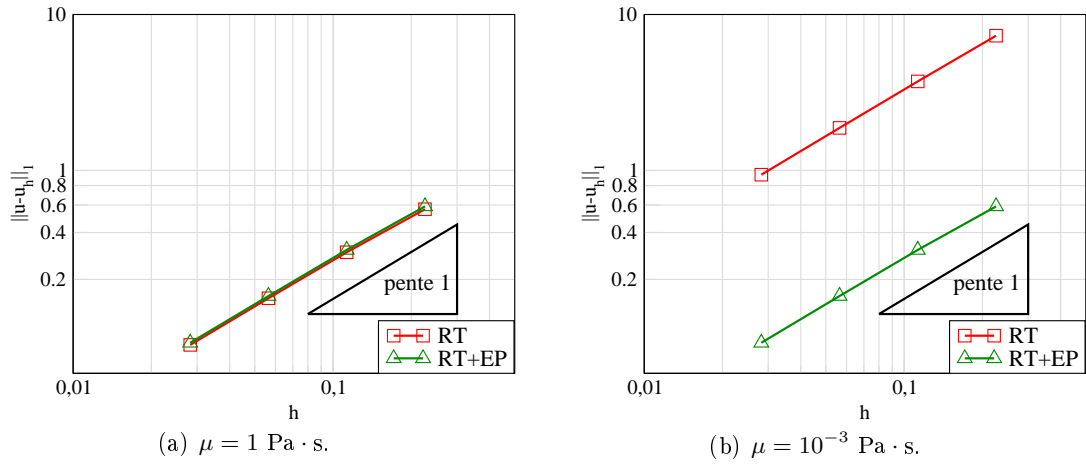 10
1
0.8
0.6
0.4
0.2
||u-u_h||_1
pente 1
RT
RT+EP
0,01
0,1
h
(a) μ = 1 Pa · s.
10
1
0.8
0.6
0.4
0.2
||u-u_h||_1
pente 1
RT
RT+EP
0,01
0,1
h
(b) μ = 10⁻³ Pa · s.